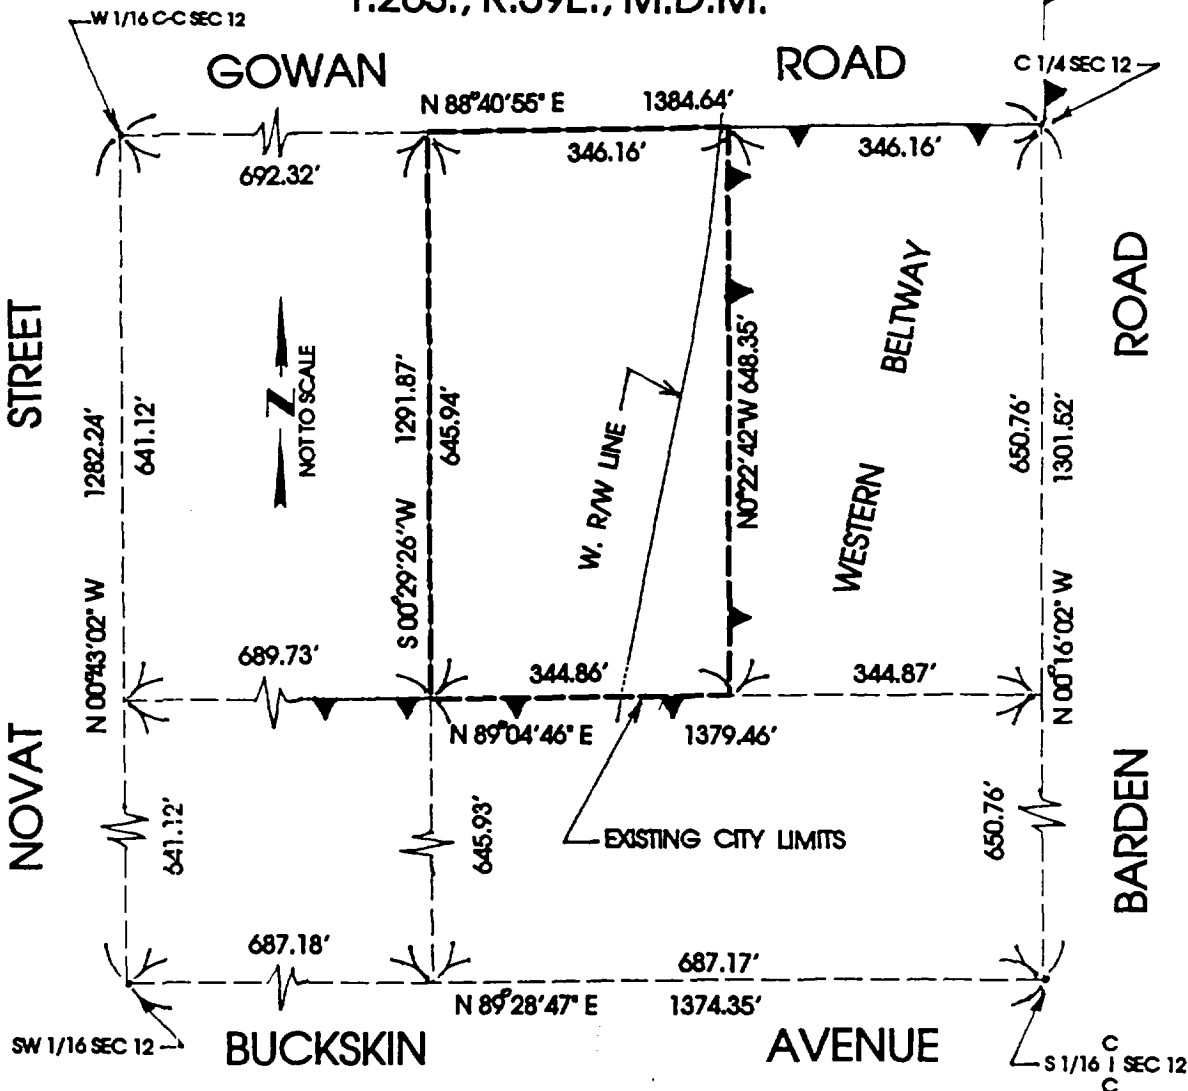 T.20S., R.59E., M.D.M.
W 1/16 C-C SEC 12
GOWAN ROAD
C 1/4 SEC 12
N 88°40'55" E 1384.64'
692.32'
346.16'
346.16'
STREET
1282.24'
641.12'
NOT TO SCALE
N
1291.87'
645.94'
S 00°29'26"W
W. R/W LINE
N0°22'42"W 648.35'
WESTERN BELTWAY
650.76'
1301.52'
ROAD
N 00°43'02" W
N 00°16'02" W
689.73'
344.86'
344.87'
N 89°04'46" E 1379.46'
NOVAT
641.12'
645.93'
EXISTING CITY LIMITS
650.76'
BARDEN
687.18'
687.17'
N 89°28'47" E 1374.35'
SW 1/16 SEC 12
BUCKSKIN AVENUE
S 1/16 C-C SEC 12